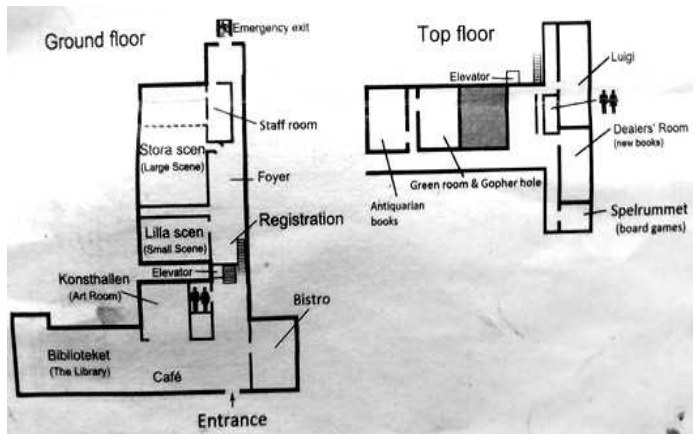 Ground floor
Emergency exit
Staff room
Stora scen
(Large Scene)
Foyer
Registration
Lilla scen
(Small Scene)
Elevator
Konsthallen
(Art Room)
Bistro
Biblioteket
(The Library)
Café
Entrance
Top floor
Elevator
Luigi
Dealers' Room
(new books)
Green room & Gopher hole
Antiquarian
books
Spelrummet
(board games)